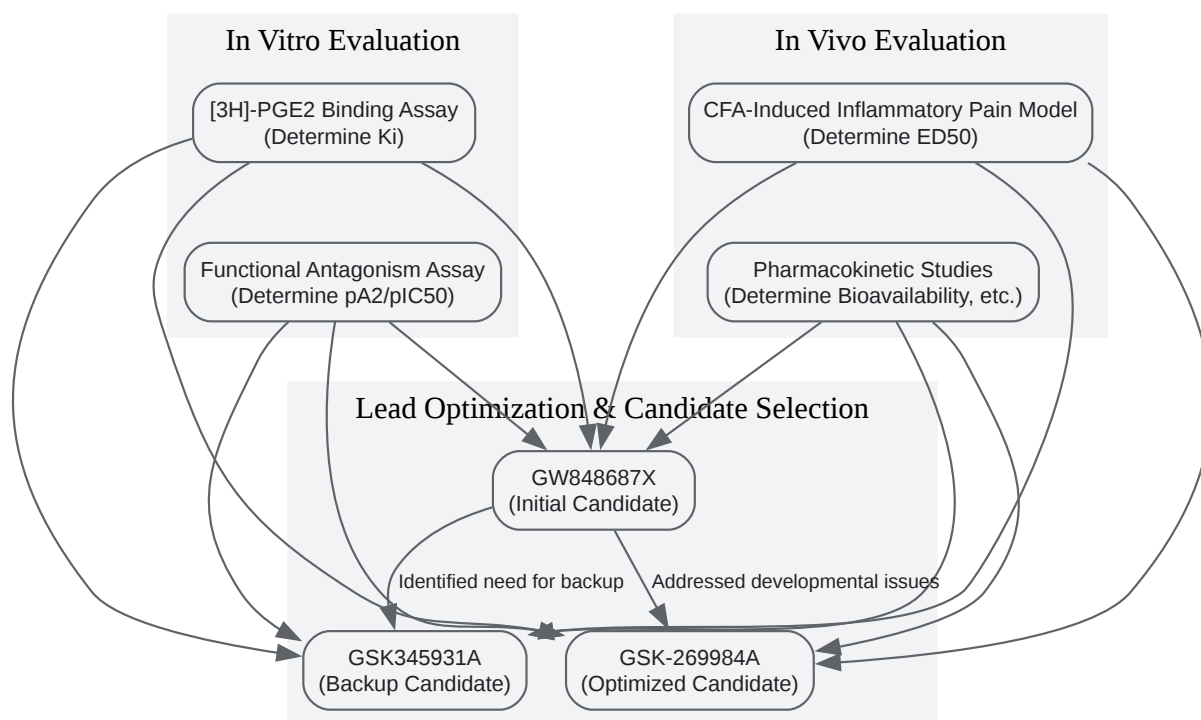 In Vitro Evaluation
In Vivo Evaluation
[3H]-PGE2 Binding Assay
(Determine Ki)
CFA-Induced Inflammatory Pain Model
(Determine ED50)
Functional Antagonism Assay
(Determine pA2/pIC50)
Pharmacokinetic Studies
(Determine Bioavailability, etc.)
Lead Optimization & Candidate Selection
GW848687X
(Initial Candidate)
Identified need for backup
Addressed developmental issues
GSK345931A
(Backup Candidate)
GSK-269984A
(Optimized Candidate)